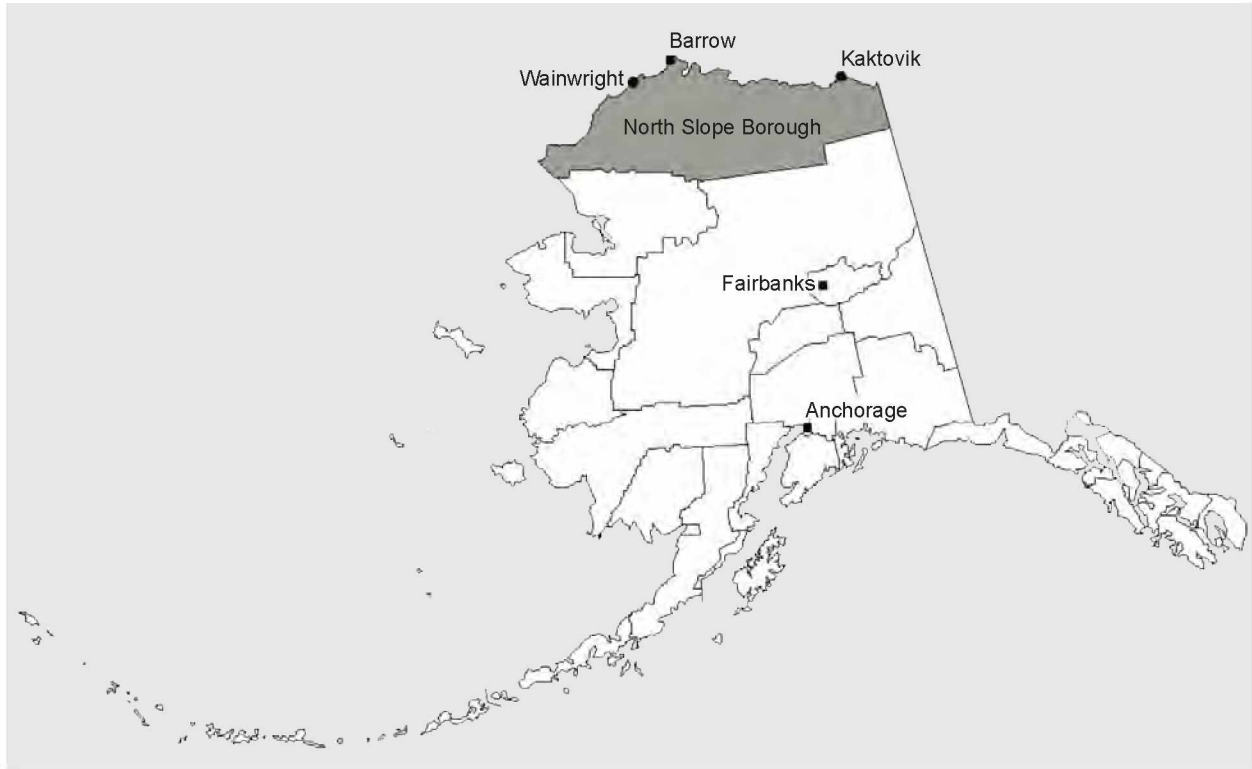 Barrow
Kaktovik
Wainwright
North Slope Borough
Fairbanks
Anchorage